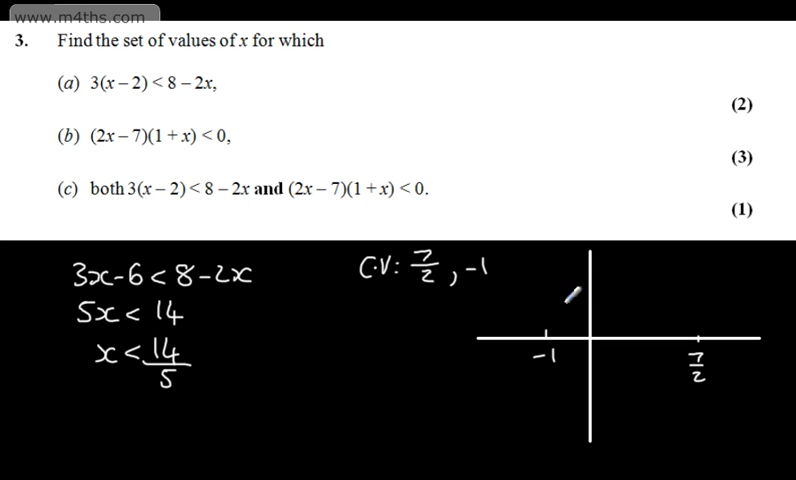 www.m4ths.com
3. Find the set of values of x for which
(a) 3(x – 2) < 8 – 2x,
(2)
(b) (2x – 7)(1 + x) < 0,
(3)
(c) both 3(x – 2) < 8 – 2x and (2x – 7)(1 + x) < 0.
(1)
3x-6 < 8-2x
5x < 14
x < 14/5
C.V: 7/2 , -1
-1
7/2